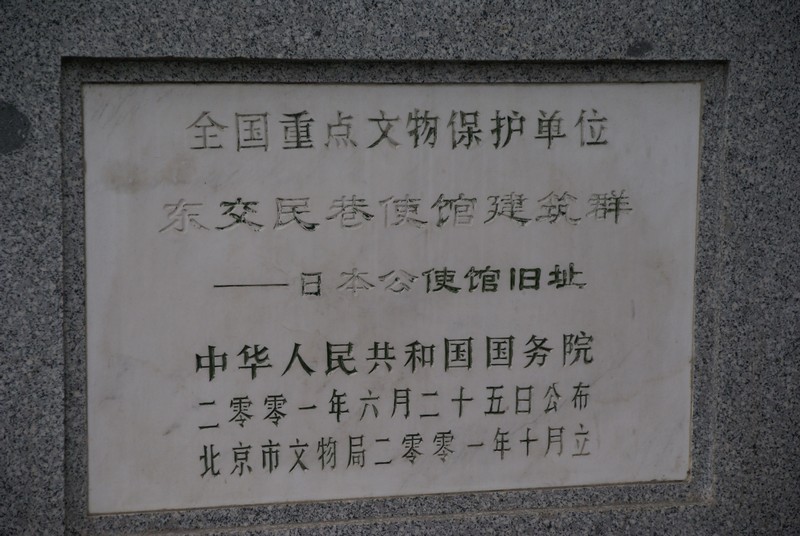 全国重点文物保护单位
东交民巷使馆建筑群
——日本公使馆旧址
中华人民共和国国务院
二零零一年六月二十五日公布
北京市文物局二零零一年十月立